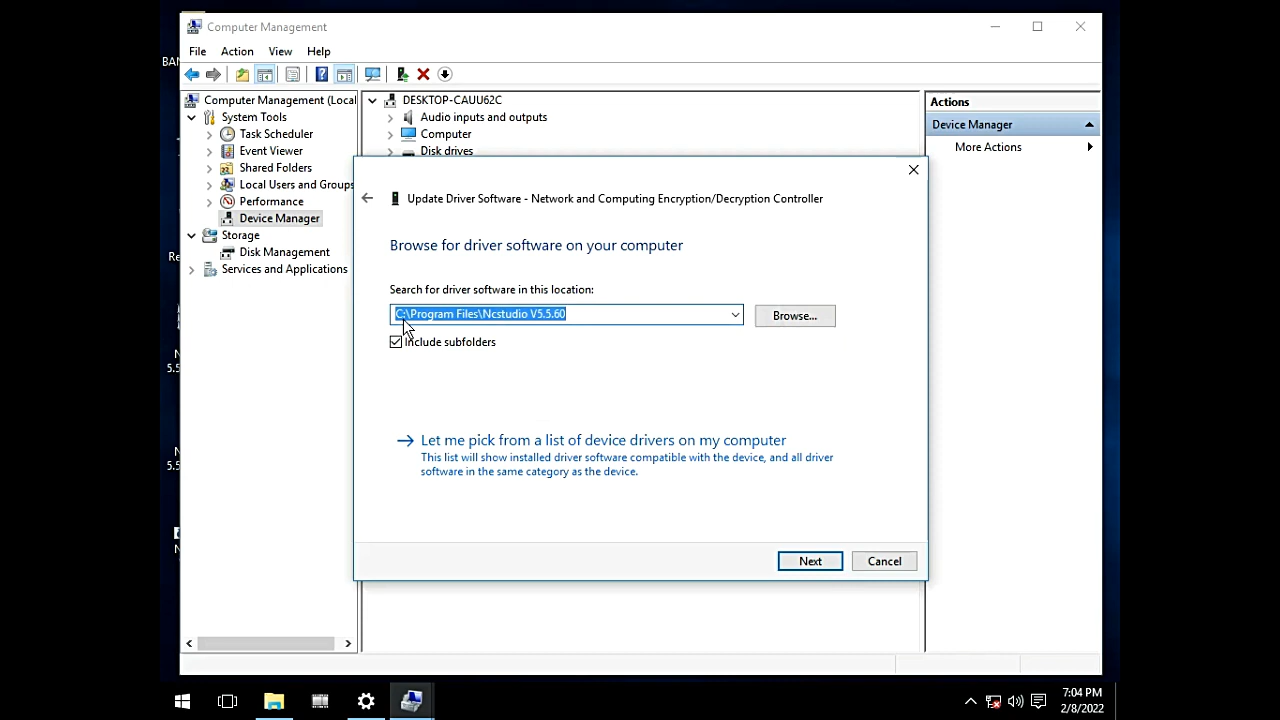 Computer Management
File Action View Help
Computer Management (Local
System Tools
Task Scheduler
Event Viewer
Shared Folders
Local Users and Groups
Performance
Device Manager
Storage
Disk Management
Services and Applications
DESKTOP-CAUU62C
Audio inputs and outputs
Computer
Disk drives
Actions
Device Manager
More Actions
Update Driver Software - Network and Computing Encryption/Decryption Controller
Browse for driver software on your computer
Search for driver software in this location:
C:\Program Files\Ncstudio V5.5.60
Browse...
Include subfolders
Let me pick from a list of device drivers on my computer
This list will show installed driver software compatible with the device, and all driver
software in the same category as the device.
Next Cancel
BAN
Re
N
5.5
N
5.5
N
7:04 PM
2/8/2022